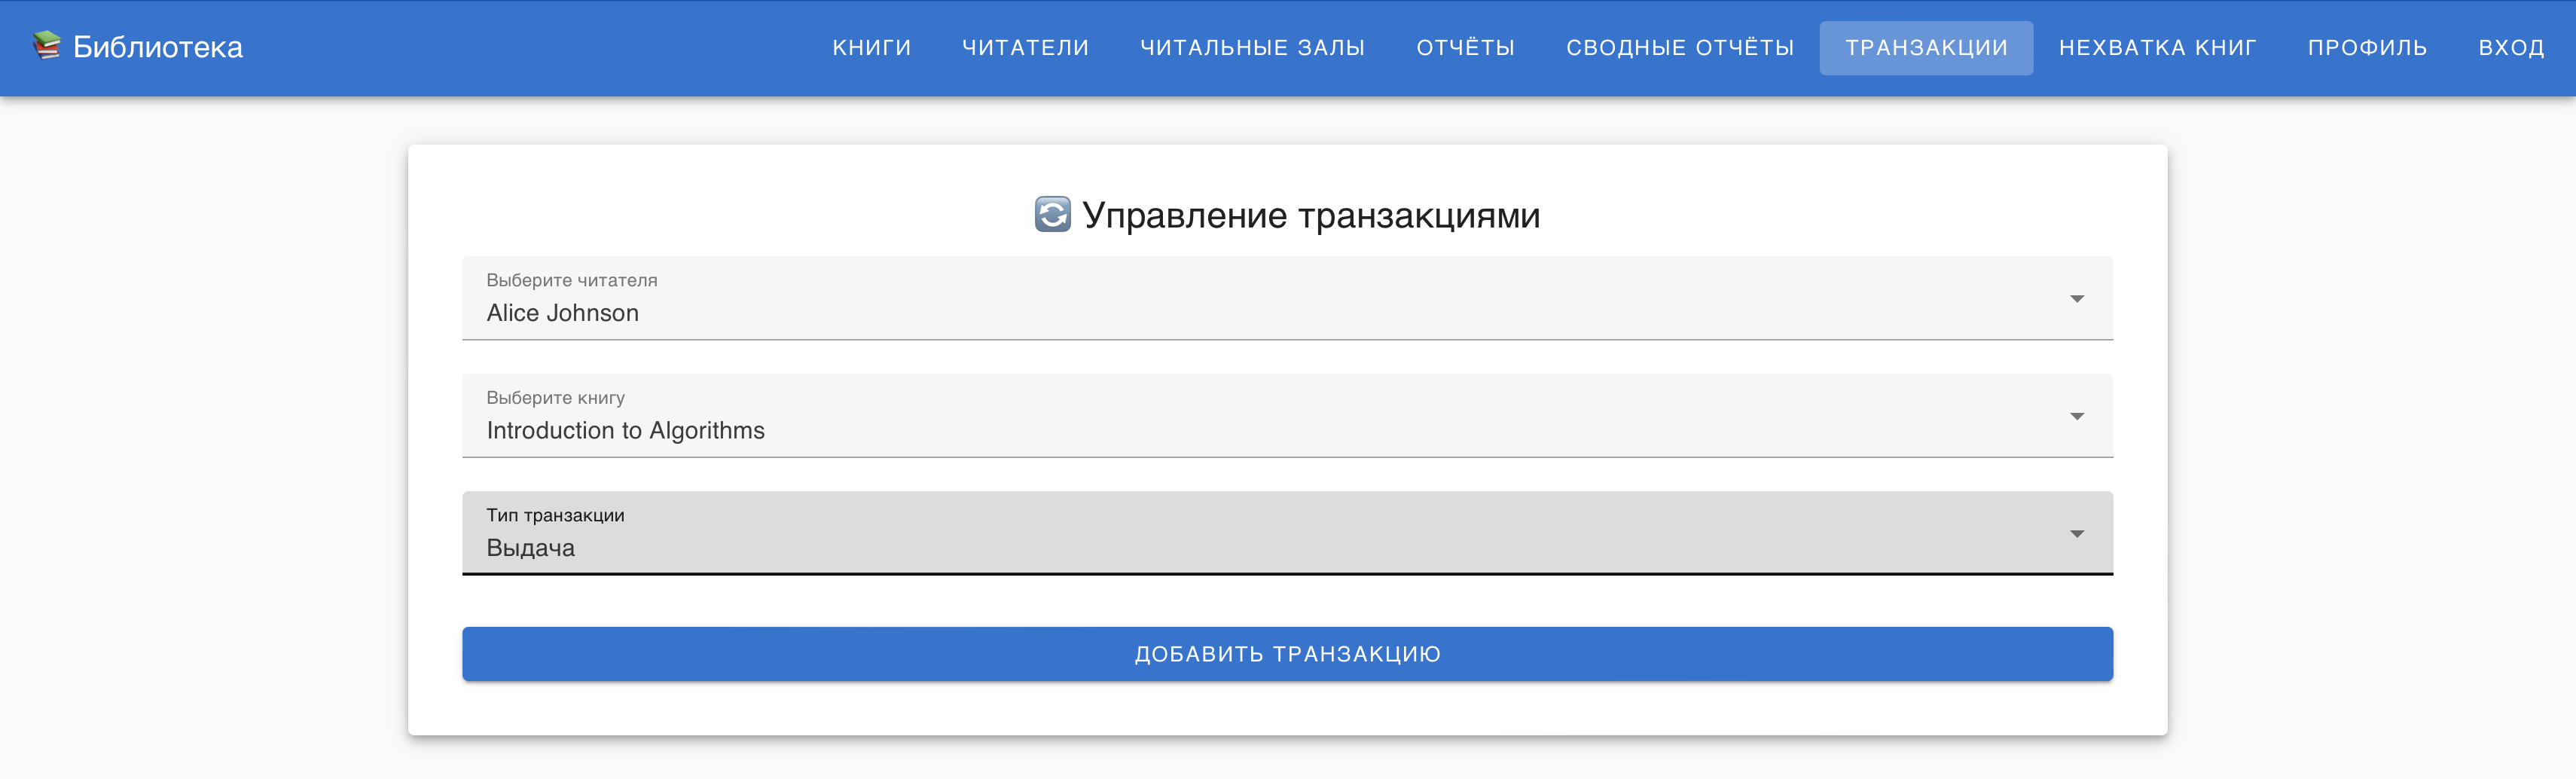 Библиотека
КНИГИ
ЧИТАТЕЛИ
ЧИТАЛЬНЫЕ ЗАЛЫ
ОТЧЁТЫ
СВОДНЫЕ ОТЧЁТЫ
ТРАНЗАКЦИИ
НЕХВАТКА КНИГ
ПРОФИЛЬ
ВХОД
Управление транзакциями
Выберите читателя
Alice Johnson
Выберите книгу
Introduction to Algorithms
Тип транзакции
Выдача
ДОБАВИТЬ ТРАНЗАКЦИЮ